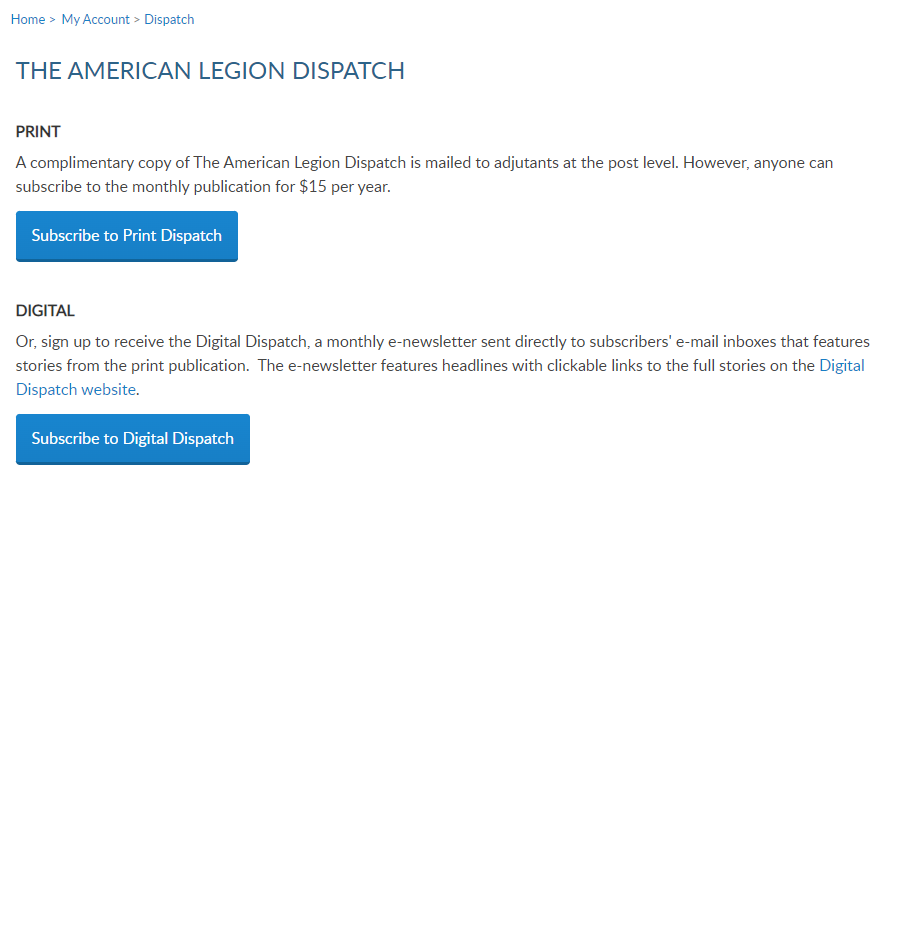 Home > My Account > Dispatch
THE AMERICAN LEGION DISPATCH
PRINT
A complimentary copy of The American Legion Dispatch is mailed to adjutants at the post level. However, anyone can
subscribe to the monthly publication for $15 per year.
Subscribe to Print Dispatch
DIGITAL
Or, sign up to receive the Digital Dispatch, a monthly e-newsletter sent directly to subscribers' e-mail inboxes that features
stories from the print publication.  The e-newsletter features headlines with clickable links to the full stories on the Digital
Dispatch website.
Subscribe to Digital Dispatch